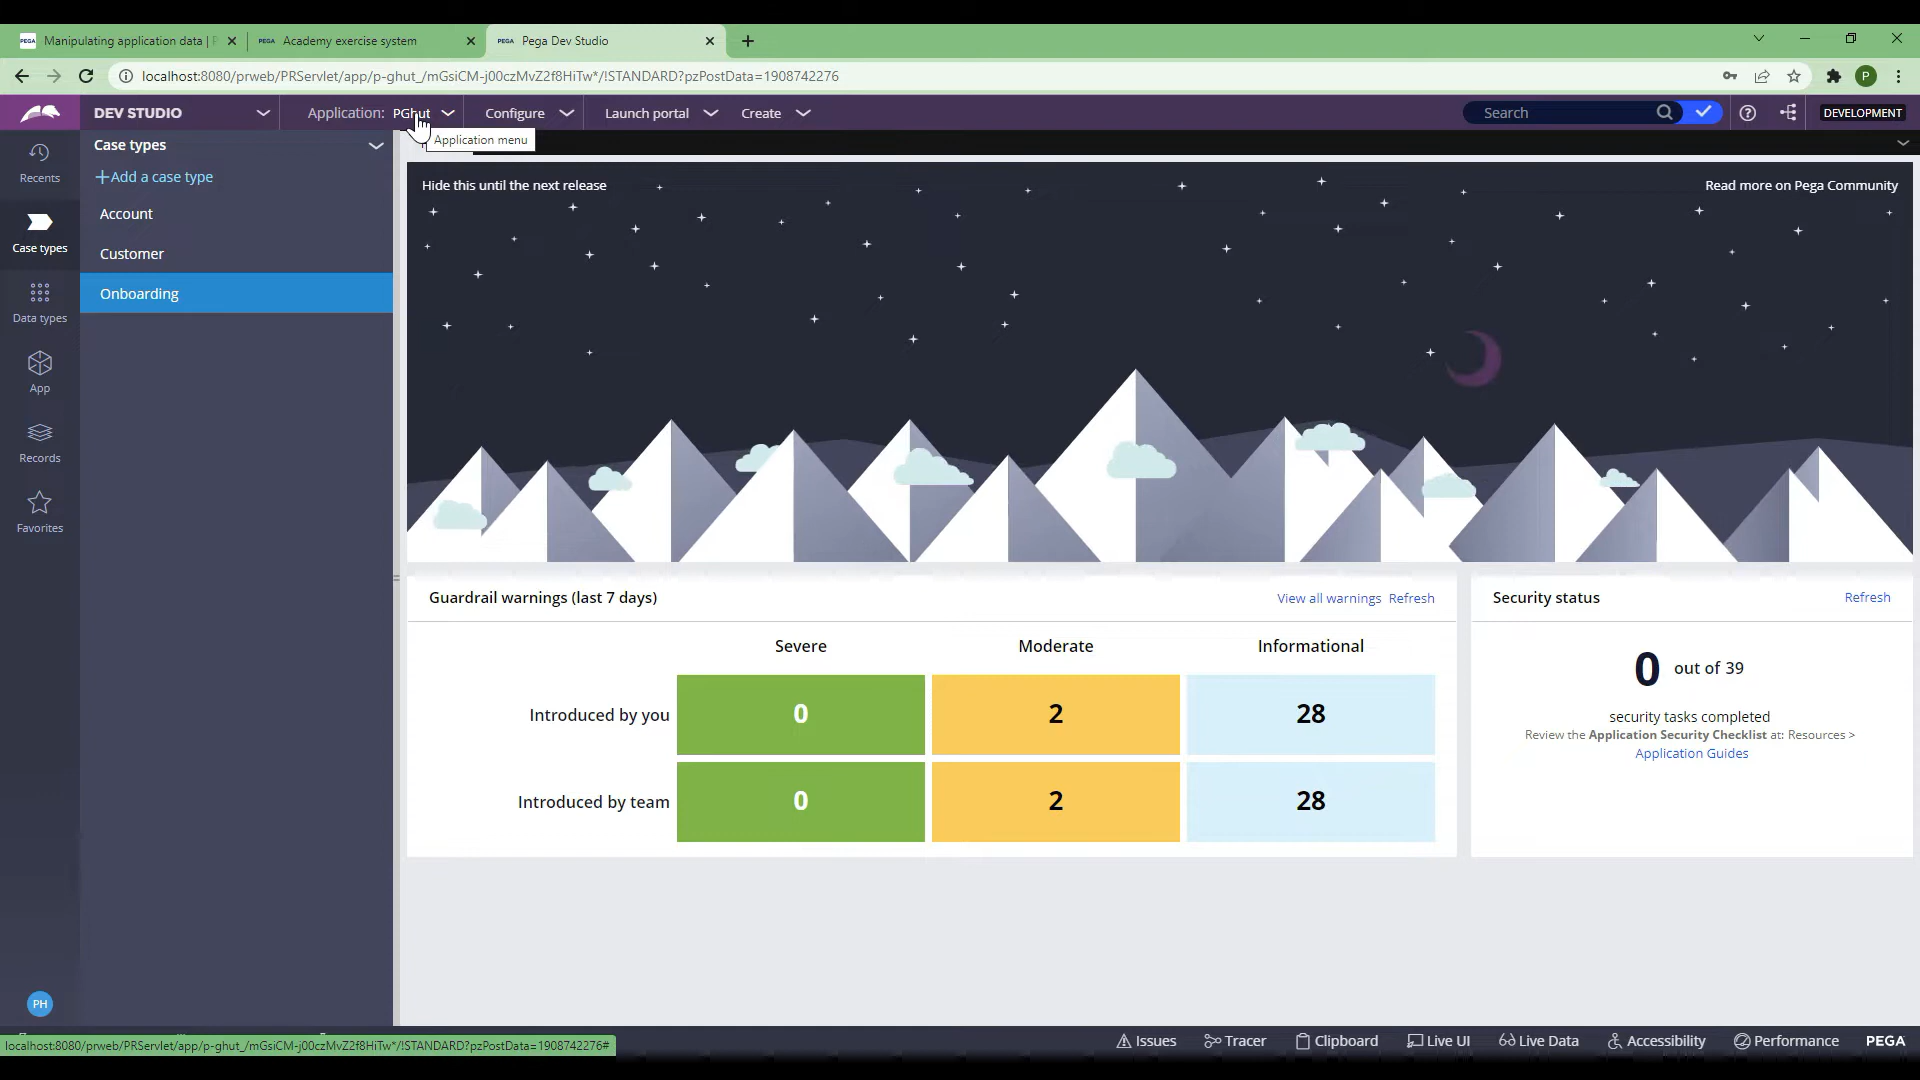 PEGA Manipulating application data | P
PEGA Academy exercise system
PEGA Pega Dev Studio
localhost:8080/prweb/PRServlet/app/p-ghut_/mGsiCM-j00czMvZ2f8HiTw*/!STANDARD?pzPostData=1908742276
P
DEV STUDIO
Application: PGhut
Configure
Launch portal
Create
Search
DEVELOPMENT
Application menu
Recents
Case types
Data types
App
Records
Favorites
PH
Case types
+Add a case type
Account
Customer
Onboarding
Hide this until the next release
Read more on Pega Community
Guardrail warnings (last 7 days)
View all warnings Refresh
Severe Moderate Informational
Introduced by you 0 2 28
Introduced by team 0 2 28
Security status
Refresh
0 out of 39
security tasks completed
Review the Application Security Checklist at: Resources >
Application Guides
localhost:8080/prweb/PRServlet/app/p-ghut_/mGsiCM-j00czMvZ2f8HiTw*/!STANDARD?pzPostData=1908742276#
Issues
Tracer
Clipboard
Live UI
Live Data
Accessibility
Performance
PEGA